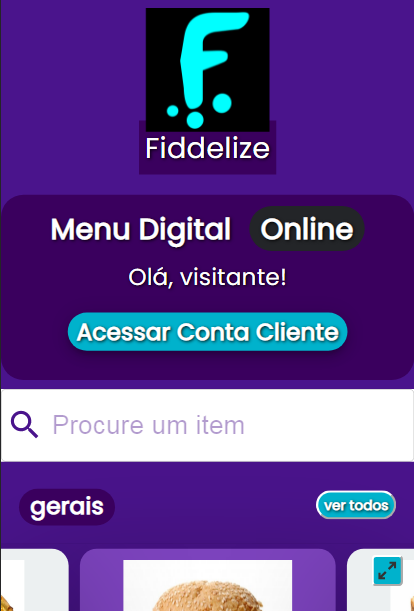 Fiddelize
Menu Digital Online
Olá, visitante!
Acessar Conta Cliente
Procure um item
gerais
ver todos